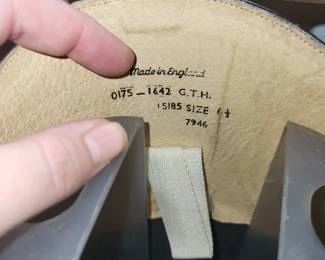 Made in England
0175-1642 G.T.H.
15185 SIZE 6½
7946